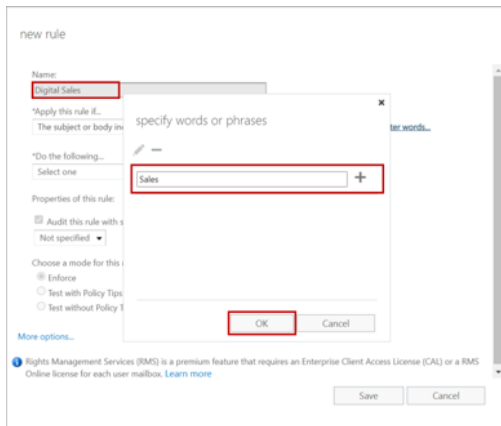 new rule
Name:
Digital Sales
*Apply this rule if...
The subject or body inc
ter words...
*Do the following...
Select one
Properties of this rule:
Audit this rule with s
Not specified
Choose a mode for this
Enforce
Test with Policy Tips
Test without Policy T
More options...
Rights Management Services (RMS) is a premium feature that requires an Enterprise Client Access License (CAL) or a RMS
Online license for each user mailbox. Learn more
Save
Cancel
specify words or phrases
Sales
OK
Cancel